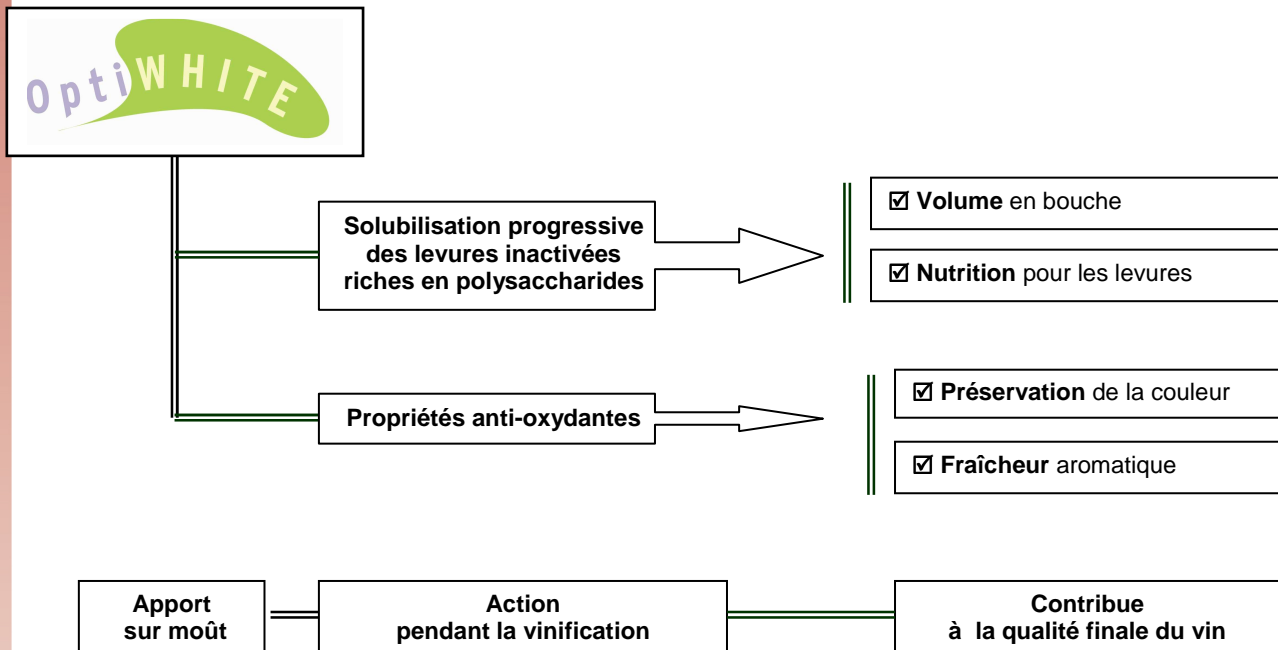 OptiWHITE
Solubilisation progressive
des levures inactivées
riches en polysaccharides
☑ Volume en bouche
☑ Nutrition pour les levures
Propriétés anti-oxydantes
☑ Préservation de la couleur
☑ Fraîcheur aromatique
Apport
sur moût
Action
pendant la vinification
Contribue
à la qualité finale du vin